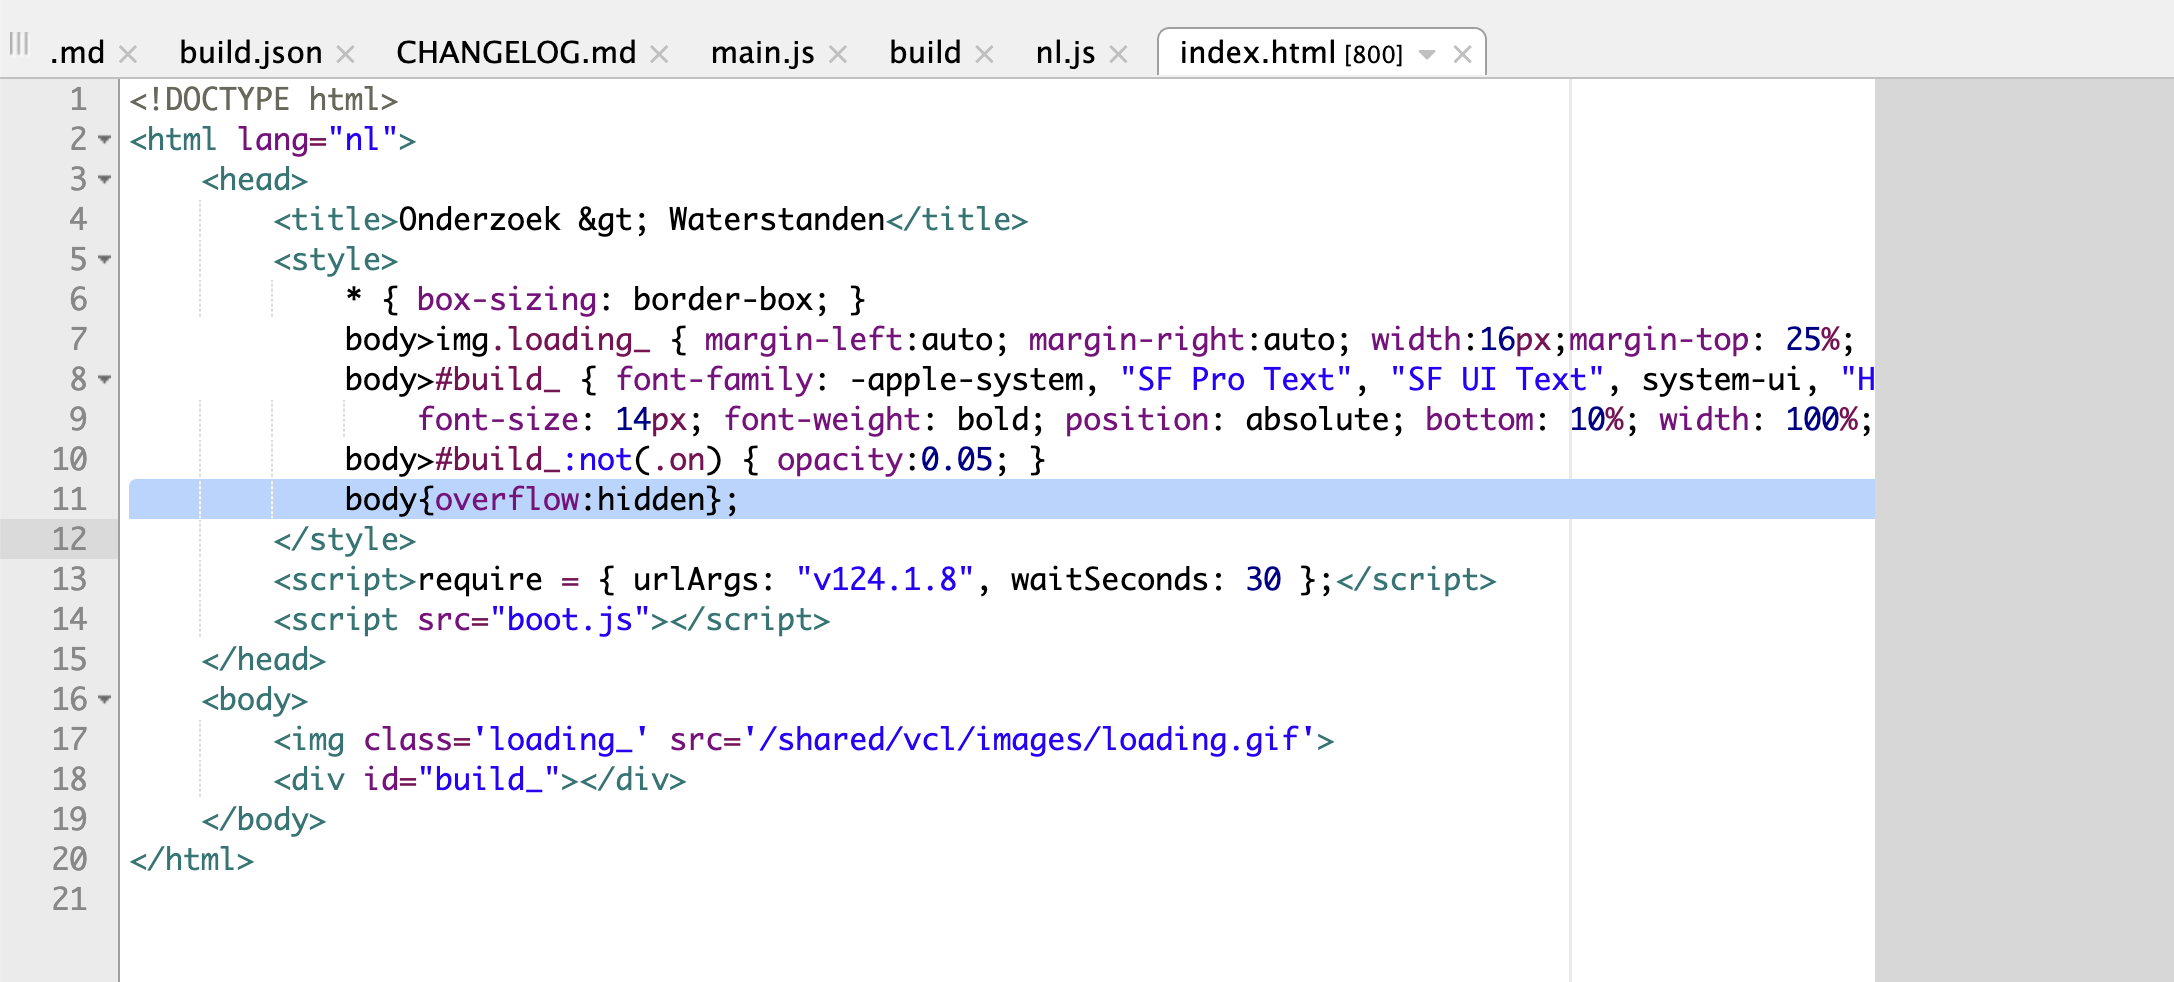 .md build.json CHANGELOG.md main.js build nl.js index.html [800]
1 <!DOCTYPE html>
2 <html lang="nl">
3 <head>
4 <title>Onderzoek &gt; Waterstanden</title>
5 <style>
6 * { box-sizing: border-box; }
7 body>img.loading_ { margin-left:auto; margin-right:auto; width:16px;margin-top: 25%;
8 body>#build_ { font-family: -apple-system, "SF Pro Text", "SF UI Text", system-ui, "H
9 font-size: 14px; font-weight: bold; position: absolute; bottom: 10%; width: 100%;
10 body>#build_:not(.on) { opacity:0.05; }
11 body{overflow:hidden};
12 </style>
13 <script>require = { urlArgs: "v124.1.8", waitSeconds: 30 };</script>
14 <script src="boot.js"></script>
15 </head>
16 <body>
17 <img class='loading_' src='/shared/vcl/images/loading.gif'>
18 <div id="build_"></div>
19 </body>
20 </html>
21